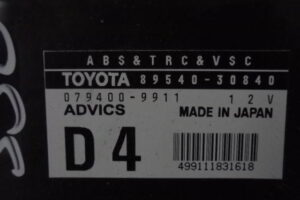 ABS&TRC&VSC
TOYOTA 89540-30840
079400-9911 12V
ADVICS MADE IN JAPAN
D4
499111831618